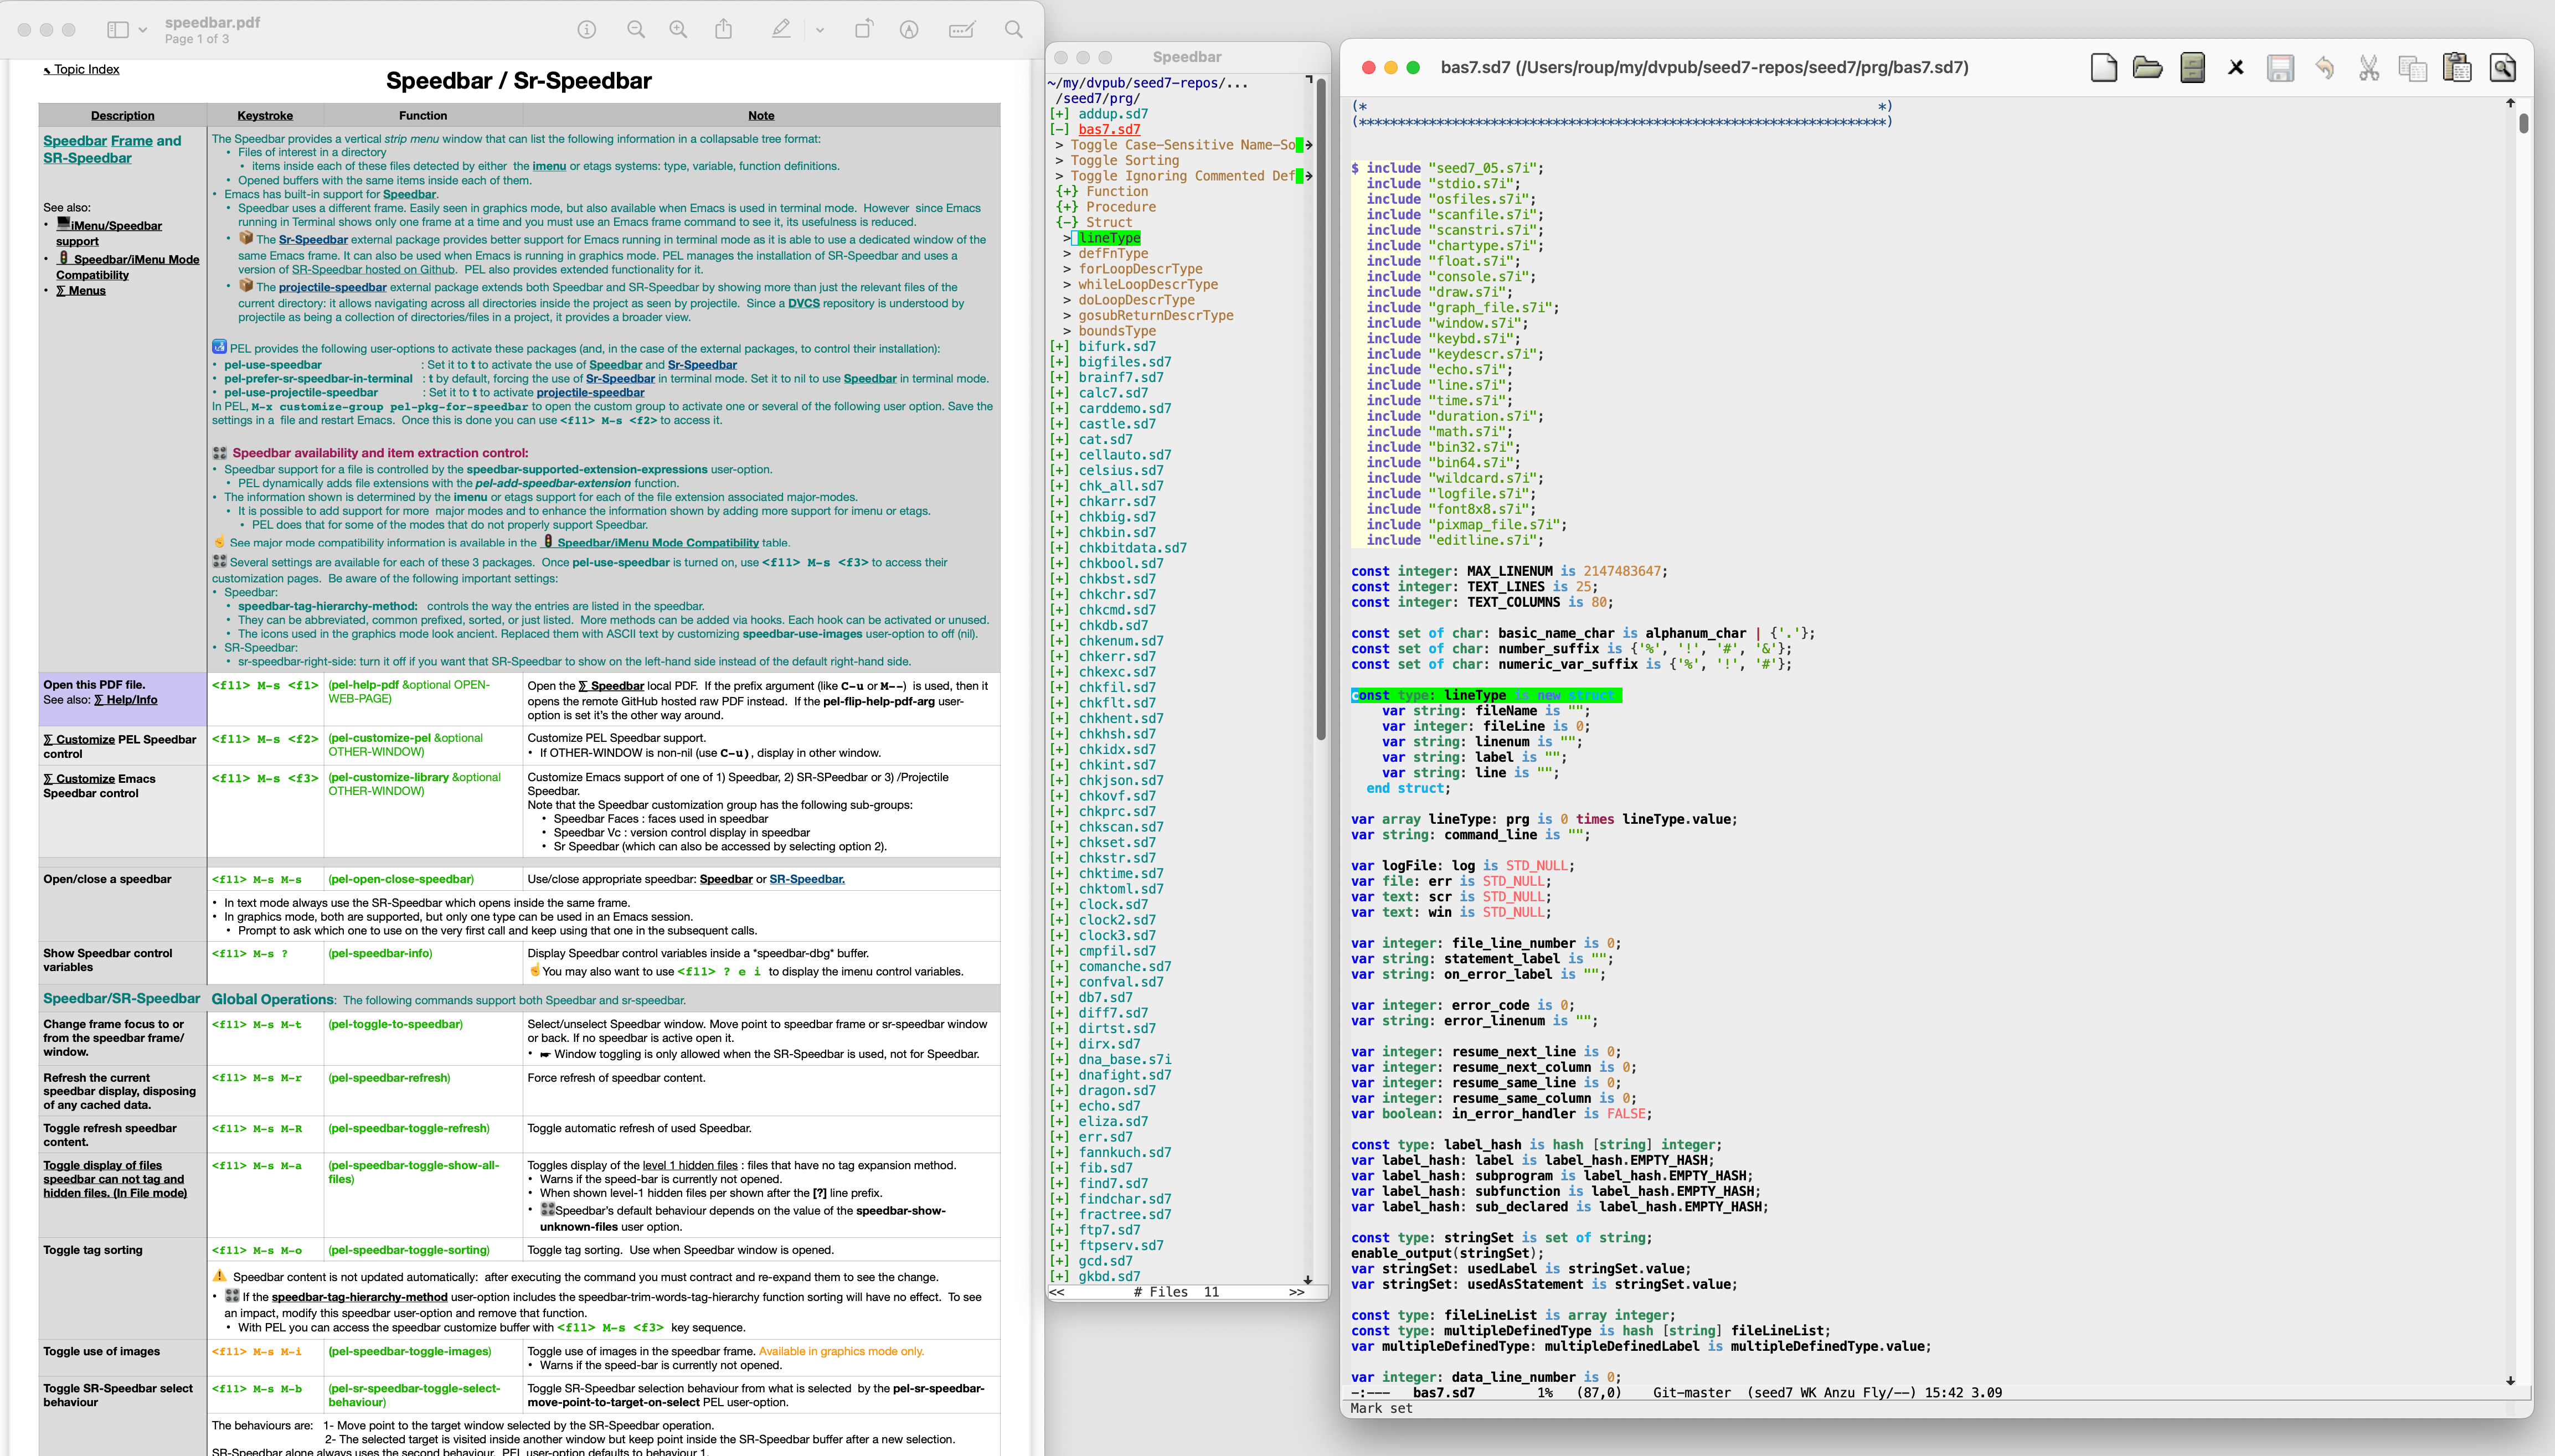 speedbar.pdf
Page 1 of 3
Topic Index
Speedbar / Sr-Speedbar
Description Keystroke Function Note
Speedbar Frame and
SR-Speedbar
See also:
• iMenu/Speedbar
support
• Speedbar/iMenu Mode
Compatibility
• ∑ Menus
The Speedbar provides a vertical strip menu window that can list the following information in a collapsable tree format:
• Files of interest in a directory
• items inside each of these files detected by either the imenu or etags systems: type, variable, function definitions.
• Opened buffers with the same items inside each of them.
• Emacs has built-in support for Speedbar.
• Speedbar uses a different frame. Easily seen in graphics mode, but also available when Emacs is used in terminal mode. However since Emacs
running in Terminal shows only one frame at a time and you must use an Emacs frame command to see it, its usefulness is reduced.
• The Sr-Speedbar external package provides better support for Emacs running in terminal mode as it is able to use a dedicated window of the
same Emacs frame. It can also be used when Emacs is running in graphics mode. PEL manages the installation of SR-Speedbar and uses a
version of SR-Speedbar hosted on Github. PEL also provides extended functionality for it.
• The projectile-speedbar external package extends both Speedbar and SR-Speedbar by showing more than just the relevant files of the
current directory: it allows navigating across all directories inside the project as seen by projectile. Since a DVCS repository is understood by
projectile as being a collection of directories/files in a project, it provides a broader view.
PEL provides the following user-options to activate these packages (and, in the case of the external packages, to control their installation):
• pel-use-speedbar : Set it to t to activate the use of Speedbar and Sr-Speedbar
• pel-prefer-sr-speedbar-in-terminal : t by default, forcing the use of Sr-Speedbar in terminal mode. Set it to nil to use Speedbar in terminal mode.
• pel-use-projectile-speedbar : Set it to t to activate projectile-speedbar
In PEL, M-x customize-group pel-pkg-for-speedbar to open the custom group to activate one or several of the following user option. Save the
settings in a file and restart Emacs. Once this is done you can use <f11> M-s <f2> to access it.
Speedbar availability and item extraction control:
• Speedbar support for a file is controlled by the speedbar-supported-extension-expressions user-option.
• PEL dynamically adds file extensions with the pel-add-speedbar-extension function.
• The information shown is determined by the imenu or etags support for each of the file extension associated major-modes.
• It is possible to add support for more major modes and to enhance the information shown by adding more support for imenu or etags.
• PEL does that for some of the modes that do not properly support Speedbar.
See major mode compatibility information is available in the Speedbar/iMenu Mode Compatibility table.
Several settings are available for each of these 3 packages. Once pel-use-speedbar is turned on, use <f11> M-s <f3> to access their
customization pages. Be aware of the following important settings:
• Speedbar:
• speedbar-tag-hierarchy-method: controls the way the entries are listed in the speedbar.
• They can be abbreviated, common prefixed, sorted, or just listed. More methods can be added via hooks. Each hook can be activated or unused.
• The icons used in the graphics mode look ancient. Replaced them with ASCII text by customizing speedbar-use-images user-option to off (nil).
• SR-Speedbar:
• sr-speedbar-right-side: turn it off if you want that SR-Speedbar to show on the left-hand side instead of the default right-hand side.
Open this PDF file.
See also: ∑ Help/Info
<f11> M-s <f1>
(pel-help-pdf &optional OPEN-
WEB-PAGE)
Open the ∑ Speedbar local PDF. If the prefix argument (like C-u or M--) is used, then it
opens the remote GitHub hosted raw PDF instead. If the pel-flip-help-pdf-arg user-
option is set it's the other way around.
∑ Customize PEL Speedbar
control
<f11> M-s <f2>
(pel-customize-pel &optional
OTHER-WINDOW)
Customize PEL Speedbar support.
• If OTHER-WINDOW is non-nil (use C-u), display in other window.
∑ Customize Emacs
Speedbar control
<f11> M-s <f3>
(pel-customize-library &optional
OTHER-WINDOW)
Customize Emacs support of one of 1) Speedbar, 2) SR-SPeedbar or 3) /Projectile
Speedbar.
Note that the Speedbar customization group has the following sub-groups:
• Speedbar Faces : faces used in speedbar
• Speedbar Vc : version control display in speedbar
• Sr Speedbar (which can also be accessed by selecting option 2).
Open/close a speedbar
<f11> M-s M-s
(pel-open-close-speedbar)
Use/close appropriate speedbar: Speedbar or SR-Speedbar.
• In text mode always use the SR-Speedbar which opens inside the same frame.
• In graphics mode, both are supported, but only one type can be used in an Emacs session.
• Prompt to ask which one to use on the very first call and keep using that one in the subsequent calls.
Show Speedbar control
variables
<f11> M-s ?
(pel-speedbar-info)
Display Speedbar control variables inside a *speedbar-dbg* buffer.
You may also want to use <f11> ? e i to display the imenu control variables.
Speedbar/SR-Speedbar Global Operations: The following commands support both Speedbar and sr-speedbar.
Change frame focus to or
from the speedbar frame/
window.
<f11> M-s M-t
(pel-toggle-to-speedbar)
Select/unselect Speedbar window. Move point to speedbar frame or sr-speedbar window
or back. If no speedbar is active open it.
• ☛ Window toggling is only allowed when the SR-Speedbar is used, not for Speedbar.
Refresh the current
speedbar display, disposing
of any cached data.
<f11> M-s M-r
(pel-speedbar-refresh)
Force refresh of speedbar content.
Toggle refresh speedbar
content.
<f11> M-s M-R
(pel-speedbar-toggle-refresh)
Toggle automatic refresh of used Speedbar.
Toggle display of files
speedbar can not tag and
hidden files. (In File mode)
<f11> M-s M-a
(pel-speedbar-toggle-show-all-
files)
Toggles display of the level 1 hidden files : files that have no tag expansion method.
• Warns if the speed-bar is currently not opened.
• When shown level-1 hidden files per shown after the [?] line prefix.
• Speedbar's default behaviour depends on the value of the speedbar-show-
unknown-files user option.
Toggle tag sorting
<f11> M-s M-o
(pel-speedbar-toggle-sorting)
Toggle tag sorting. Use when Speedbar window is opened.
⚠ Speedbar content is not updated automatically: after executing the command you must contract and re-expand them to see the change.
• If the speedbar-tag-hierarchy-method user-option includes the speedbar-trim-words-tag-hierarchy function sorting will have no effect. To see
an impact, modify this speedbar user-option and remove that function.
• With PEL you can access the speedbar customize buffer with <f11> M-s <f3> key sequence.
Toggle use of images
<f11> M-s M-i
(pel-speedbar-toggle-images)
Toggle use of images in the speedbar frame. Available in graphics mode only.
• Warns if the speed-bar is currently not opened.
Toggle SR-Speedbar select
behaviour
<f11> M-s M-b
(pel-sr-speedbar-toggle-select-
behaviour)
Toggle SR-Speedbar selection behaviour from what is selected by the pel-sr-speedbar-
move-point-to-target-on-select PEL user-option.
The behaviours are: 1- Move point to the target window selected by the SR-Speedbar operation.
2- The selected target is visited inside another window but keep point inside the SR-Speedbar buffer after a new selection.
SR-Speedbar alone always uses the second behaviour. PEL user-option defaults to behaviour 1.
Speedbar
~/my/dvpub/seed7-repos/...
/seed7/prg/
[+] addup.sd7
[-] bas7.sd7
> Toggle Case-Sensitive Name-So
> Toggle Sorting
> Toggle Ignoring Commented Def
{+} Function
{+} Procedure
{-} Struct
> lineType
> defFnType
> forLoopDescrType
> whileLoopDescrType
> doLoopDescrType
> gosubReturnDescrType
> boundsType
[+] bifurk.sd7
[+] bigfiles.sd7
[+] brainf7.sd7
[+] calc7.sd7
[+] carddemo.sd7
[+] castle.sd7
[+] cat.sd7
[+] cellauto.sd7
[+] celsius.sd7
[+] chk_all.sd7
[+] chkarr.sd7
[+] chkbig.sd7
[+] chkbin.sd7
[+] chkbitdata.sd7
[+] chkbool.sd7
[+] chkbst.sd7
[+] chkchr.sd7
[+] chkcmd.sd7
[+] chkdb.sd7
[+] chkenum.sd7
[+] chkerr.sd7
[+] chkexc.sd7
[+] chkfil.sd7
[+] chkflt.sd7
[+] chkhent.sd7
[+] chkhsh.sd7
[+] chkidx.sd7
[+] chkint.sd7
[+] chkjson.sd7
[+] chkovf.sd7
[+] chkprc.sd7
[+] chkscan.sd7
[+] chkset.sd7
[+] chkstr.sd7
[+] chktime.sd7
[+] chktoml.sd7
[+] clock.sd7
[+] clock2.sd7
[+] clock3.sd7
[+] cmpfil.sd7
[+] comanche.sd7
[+] confval.sd7
[+] db7.sd7
[+] diff7.sd7
[+] dirtst.sd7
[+] dirx.sd7
[+] dna_base.s7i
[+] dnafight.sd7
[+] dragon.sd7
[+] echo.sd7
[+] eliza.sd7
[+] err.sd7
[+] fannkuch.sd7
[+] fib.sd7
[+] find7.sd7
[+] findchar.sd7
[+] fractree.sd7
[+] ftp7.sd7
[+] ftpserv.sd7
[+] gcd.sd7
[+] gkbd.sd7
<< # Files 11 >>
bas7.sd7 (/Users/roup/my/dvpub/seed7-repos/seed7/prg/bas7.sd7)
(* *)
(********************************************************************)
$ include "seed7_05.s7i";
include "stdio.s7i";
include "osfiles.s7i";
include "scanfile.s7i";
include "scanstri.s7i";
include "chartype.s7i";
include "float.s7i";
include "console.s7i";
include "draw.s7i";
include "graph_file.s7i";
include "window.s7i";
include "keybd.s7i";
include "keydescr.s7i";
include "echo.s7i";
include "line.s7i";
include "time.s7i";
include "duration.s7i";
include "math.s7i";
include "bin32.s7i";
include "bin64.s7i";
include "wildcard.s7i";
include "logfile.s7i";
include "font8x8.s7i";
include "pixmap_file.s7i";
include "editline.s7i";
const integer: MAX_LINENUM is 2147483647;
const integer: TEXT_LINES is 25;
const integer: TEXT_COLUMNS is 80;
const set of char: basic_name_char is alphanum_char | {'.'};
const set of char: number_suffix is {'%', '!', '#', '&'};
const set of char: numeric_var_suffix is {'%', '!', '#'};
const type: lineType is new struct
var string: fileName is "";
var integer: fileLine is 0;
var string: linenum is "";
var string: label is "";
var string: line is "";
end struct;
var array lineType: prg is 0 times lineType.value;
var string: command_line is "";
var logFile: log is STD_NULL;
var file: err is STD_NULL;
var text: scr is STD_NULL;
var text: win is STD_NULL;
var integer: file_line_number is 0;
var string: statement_label is "";
var string: on_error_label is "";
var integer: error_code is 0;
var string: error_linenum is "";
var integer: resume_next_line is 0;
var integer: resume_next_column is 0;
var integer: resume_same_line is 0;
var integer: resume_same_column is 0;
var boolean: in_error_handler is FALSE;
const type: label_hash is hash [string] integer;
var label_hash: label is label_hash.EMPTY_HASH;
var label_hash: subprogram is label_hash.EMPTY_HASH;
var label_hash: subfunction is label_hash.EMPTY_HASH;
var label_hash: sub_declared is label_hash.EMPTY_HASH;
const type: stringSet is set of string;
enable_output(stringSet);
var stringSet: usedLabel is stringSet.value;
var stringSet: usedAsStatement is stringSet.value;
const type: fileLineList is array integer;
const type: multipleDefinedType is hash [string] fileLineList;
var multipleDefinedType: multipleDefinedLabel is multipleDefinedType.value;
var integer: data_line_number is 0;
-:--- bas7.sd7 1% (87,0) Git-master (seed7 WK Anzu Fly/--) 15:42 3.09
Mark set